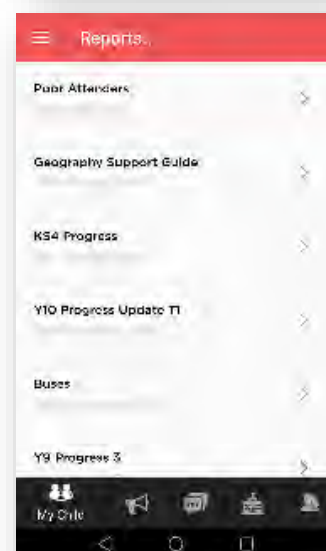 Reports..
Poor Attenders
Geography Support Guide
KS4 Progress
Y10 Progress Update T1
Buses
Y9 Progress 3
My Child